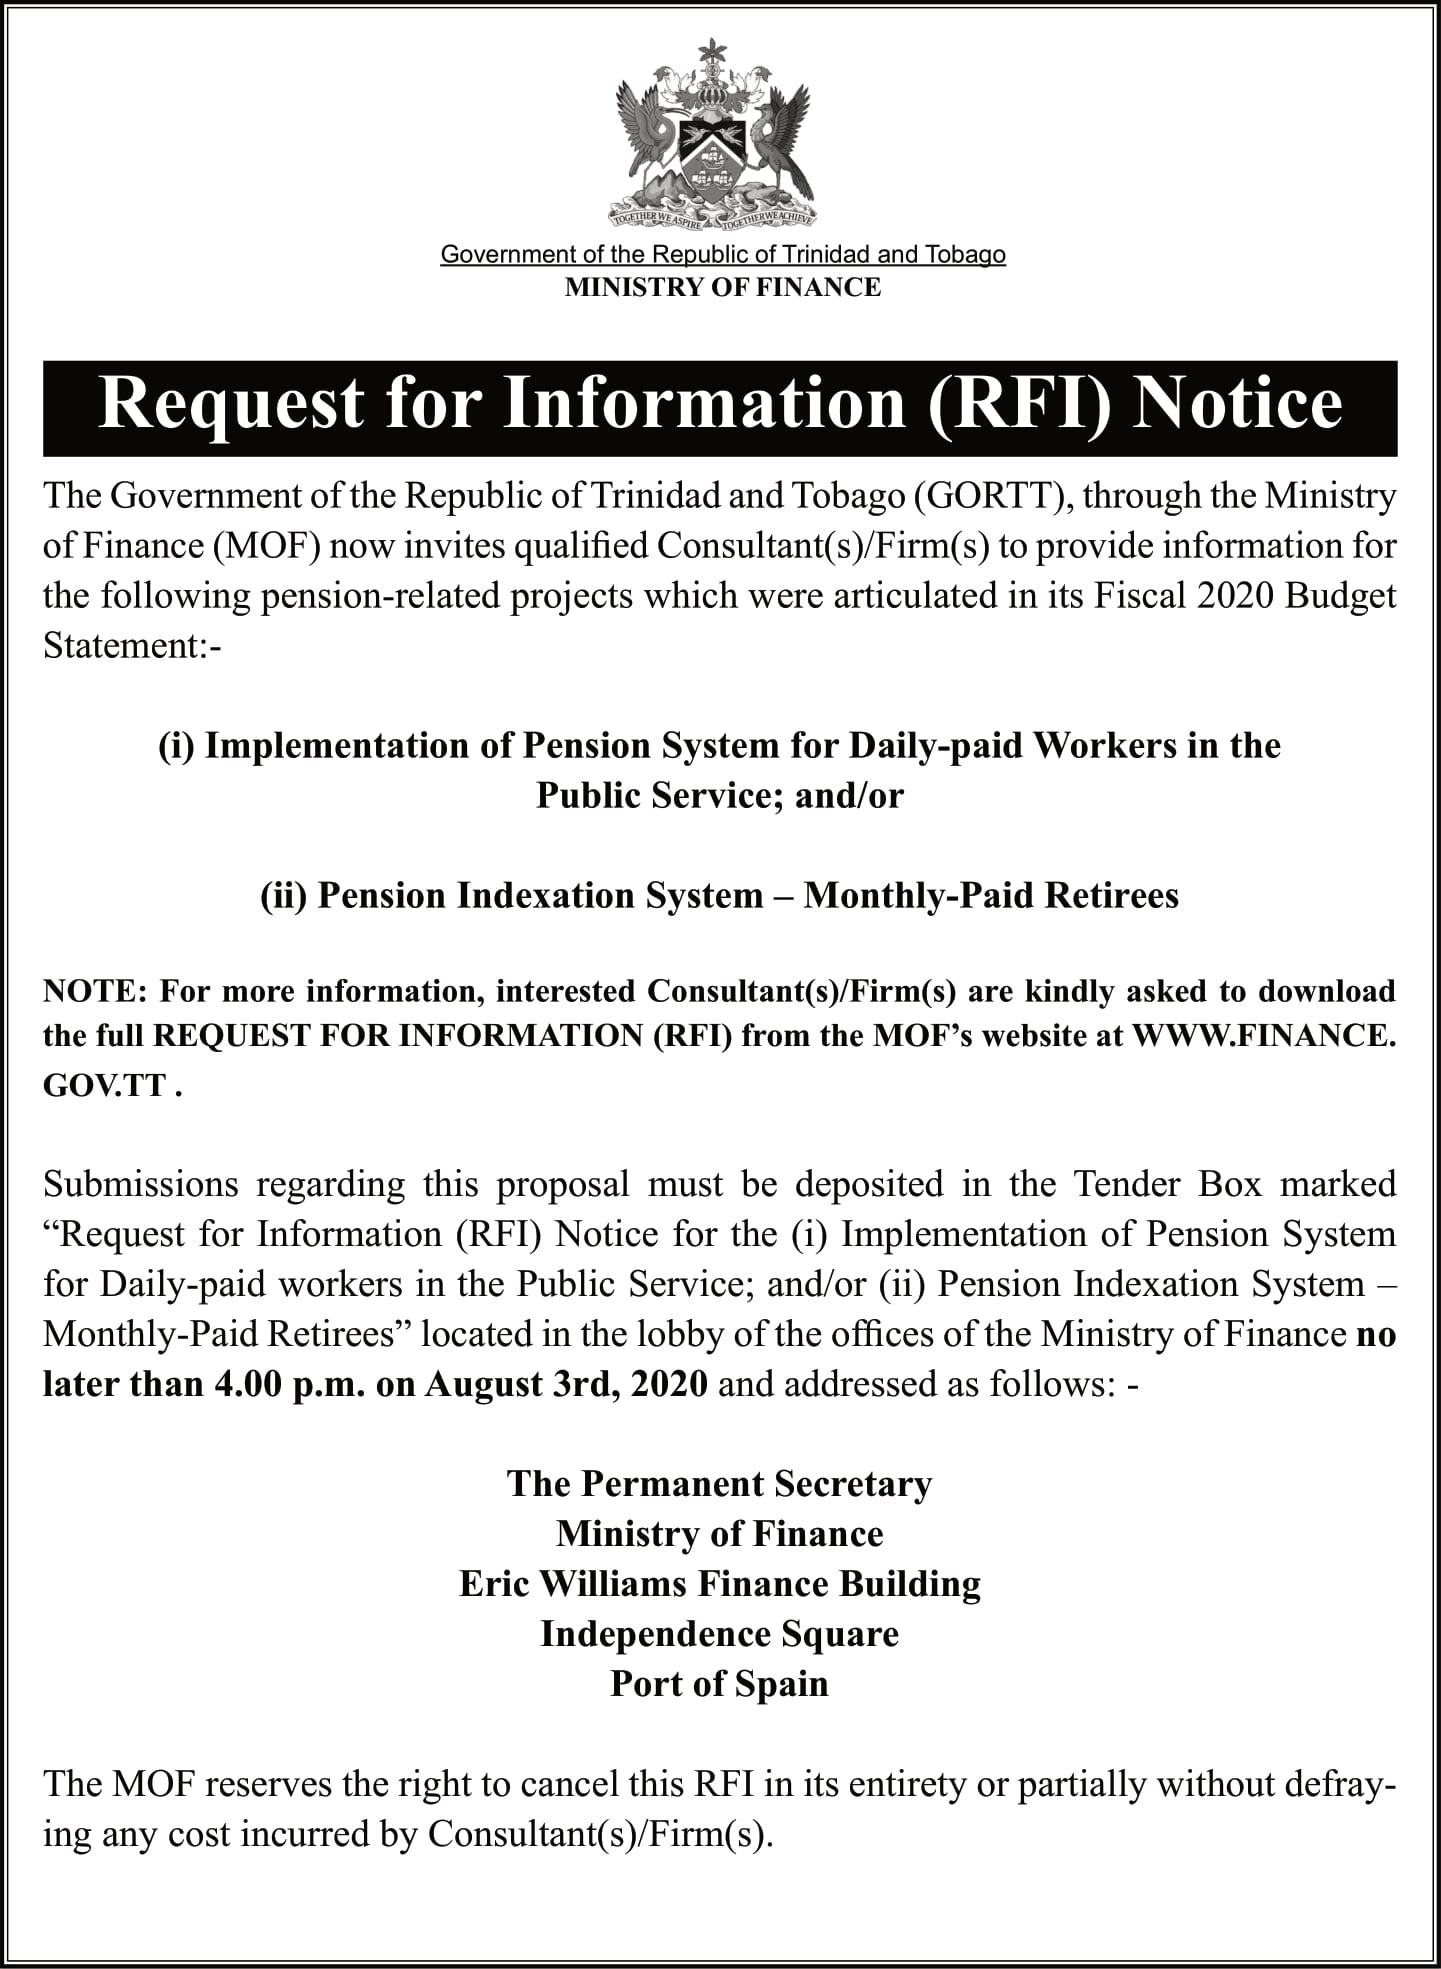 TOGETHER WE ASPIRE TOGETHER WE ACHIEVE
Government of the Republic of Trinidad and Tobago
MINISTRY OF FINANCE
Request for Information (RFI) Notice
The Government of the Republic of Trinidad and Tobago (GORTT), through the Ministry
of Finance (MOF) now invites qualified Consultant(s)/Firm(s) to provide information for
the following pension-related projects which were articulated in its Fiscal 2020 Budget
Statement:-
(i) Implementation of Pension System for Daily-paid Workers in the
Public Service; and/or
(ii) Pension Indexation System – Monthly-Paid Retirees
NOTE: For more information, interested Consultant(s)/Firm(s) are kindly asked to download
the full REQUEST FOR INFORMATION (RFI) from the MOF’s website at WWW.FINANCE.
GOV.TT .
Submissions regarding this proposal must be deposited in the Tender Box marked
“Request for Information (RFI) Notice for the (i) Implementation of Pension System
for Daily-paid workers in the Public Service; and/or (ii) Pension Indexation System –
Monthly-Paid Retirees” located in the lobby of the offices of the Ministry of Finance no
later than 4.00 p.m. on August 3rd, 2020 and addressed as follows: -
The Permanent Secretary
Ministry of Finance
Eric Williams Finance Building
Independence Square
Port of Spain
The MOF reserves the right to cancel this RFI in its entirety or partially without defray-
ing any cost incurred by Consultant(s)/Firm(s).